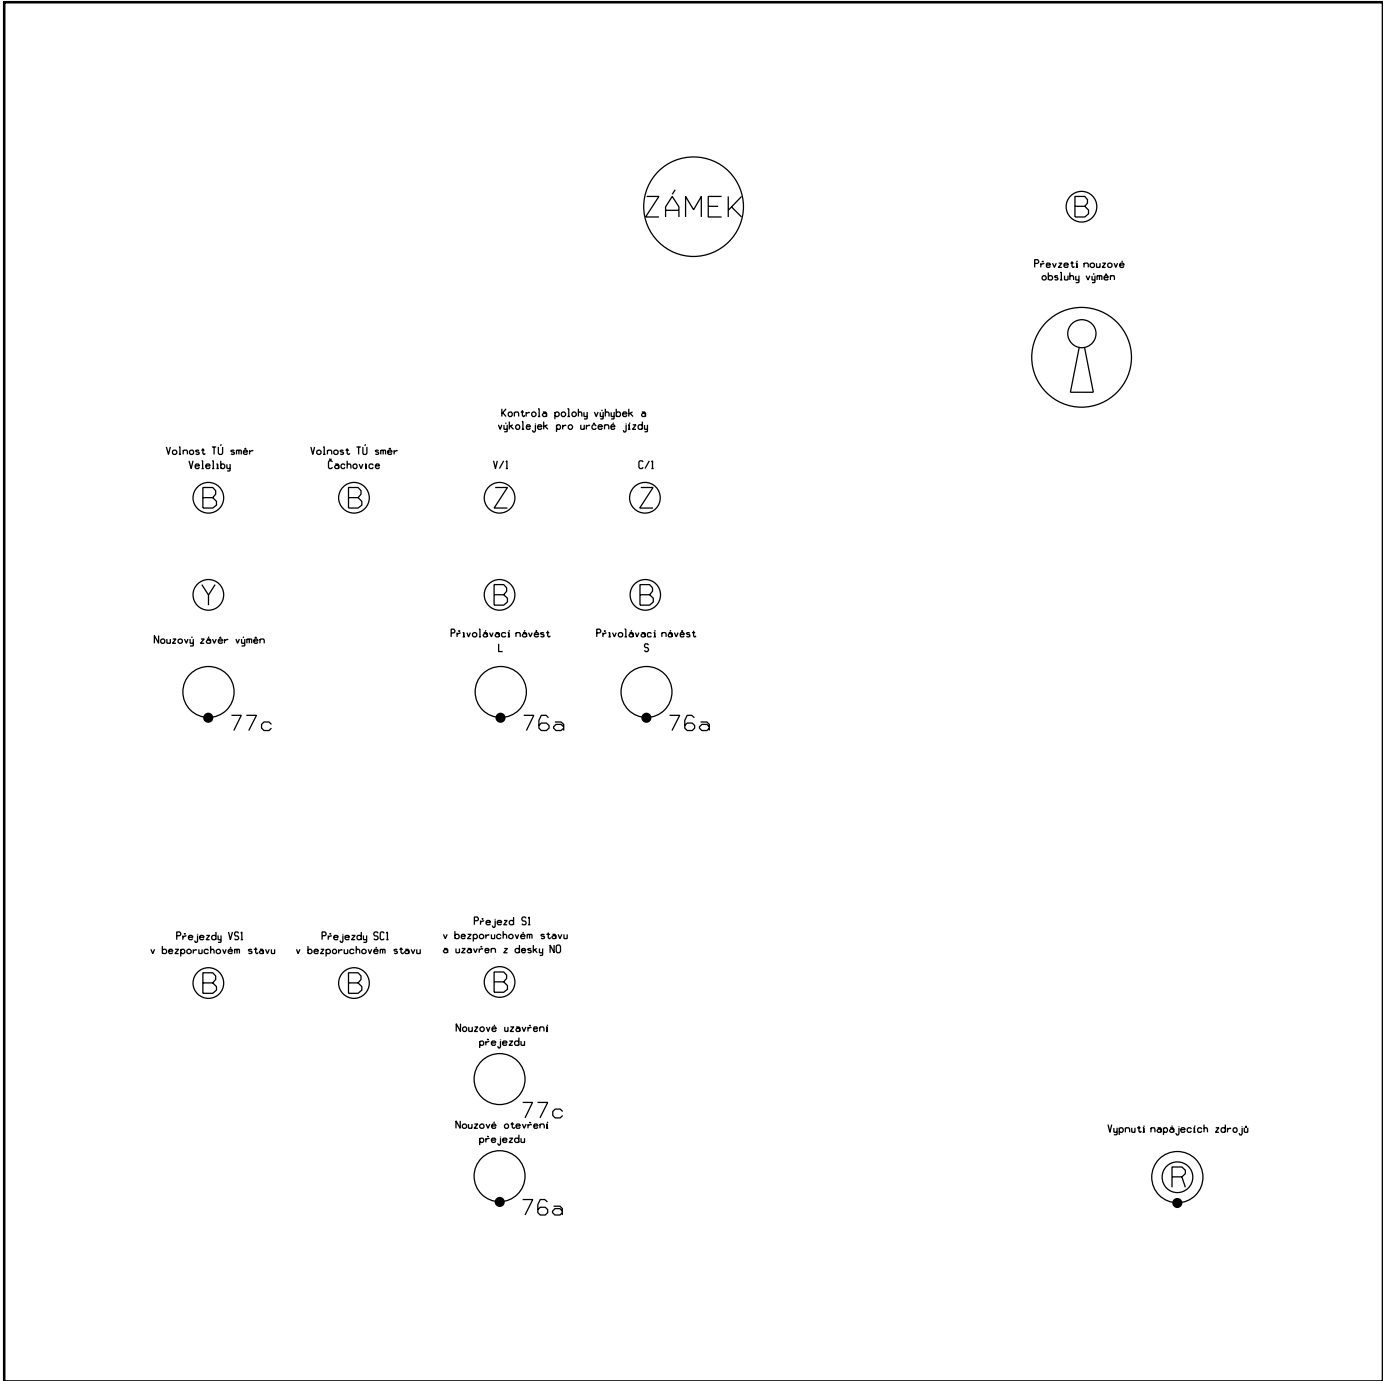 ZÁMEK
B
Převzetí nouzové
obsluhy výměn
Kontrola polohy výhybek a
výkolejek pro určené jízdy
Volnost TÚ směr
Veleliby
Volnost TÚ směr
Čachovice
V/1
C/1
B
B
Z
Z
Y
B
B
Nouzový závěr výměn
Přivolávací návěst
L
Přivolávací návěst
S
77c
76a
76a
Přejezdy VS1
v bezporuchovém stavu
Přejezdy SC1
v bezporuchovém stavu
Přejezd S1
v bezporuchovém stavu
a uzavřen z desky NO
B
B
B
Nouzové uzavření
přejezdu
77c
Nouzové otevření
přejezdu
76a
Vypnutí napájecích zdrojů
R